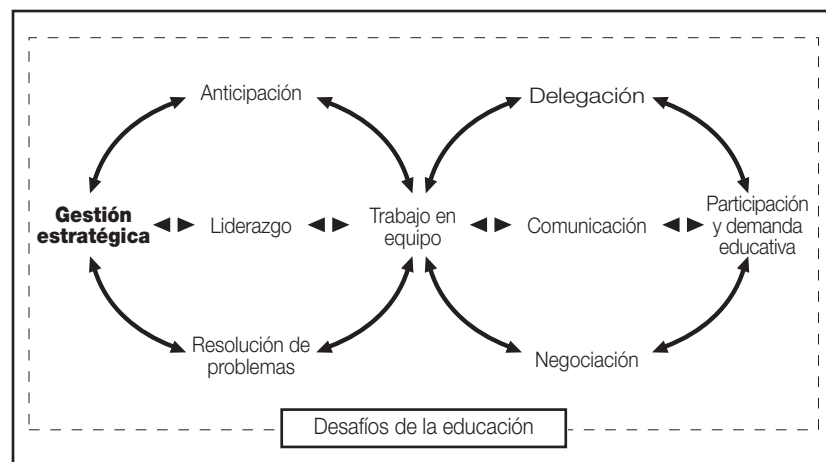 Anticipación
Delegación
Gestión
estratégica
Liderazgo
Trabajo en
equipo
Comunicación
Participación
y demanda
educativa
Resolución de
problemas
Negociación
Desafíos de la educación